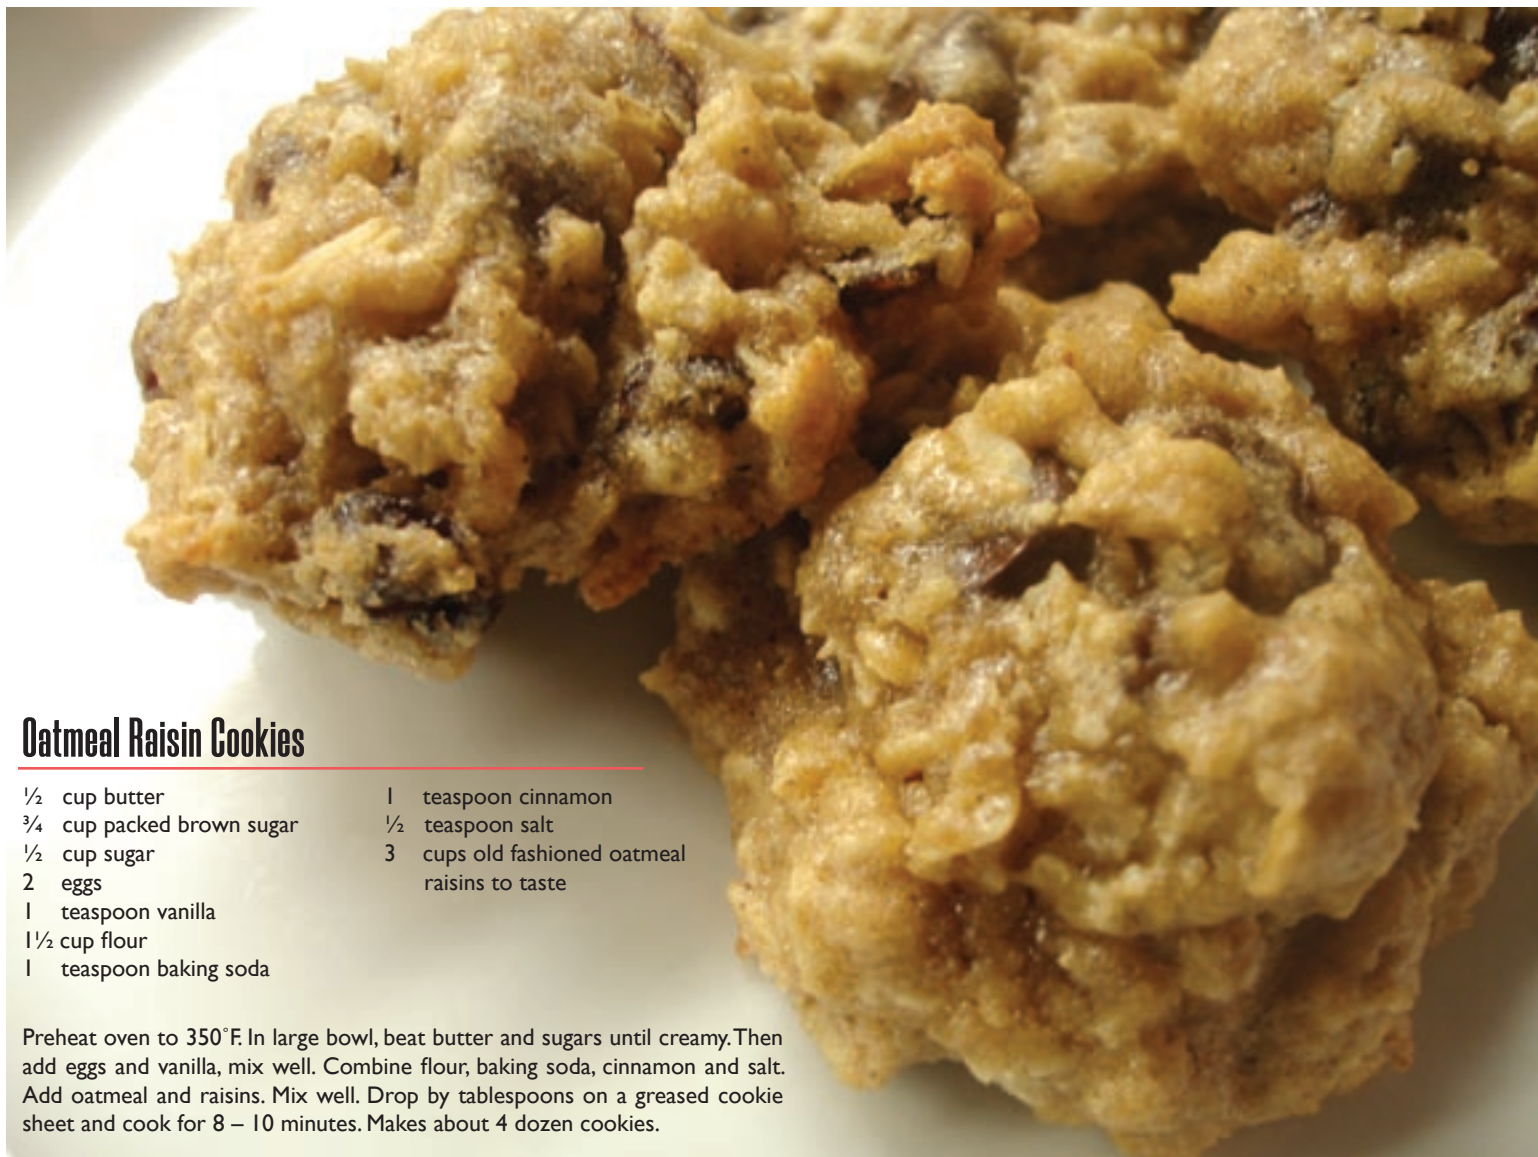 Oatmeal Raisin Cookies
½ cup butter
¾ cup packed brown sugar
½ cup sugar
2 eggs
1 teaspoon vanilla
1½ cup flour
1 teaspoon baking soda
1 teaspoon cinnamon
½ teaspoon salt
3 cups old fashioned oatmeal
raisins to taste
Preheat oven to 350˚F. In large bowl, beat butter and sugars until creamy. Then
add eggs and vanilla, mix well. Combine flour, baking soda, cinnamon and salt.
Add oatmeal and raisins. Mix well. Drop by tablespoons on a greased cookie
sheet and cook for 8 – 10 minutes. Makes about 4 dozen cookies.